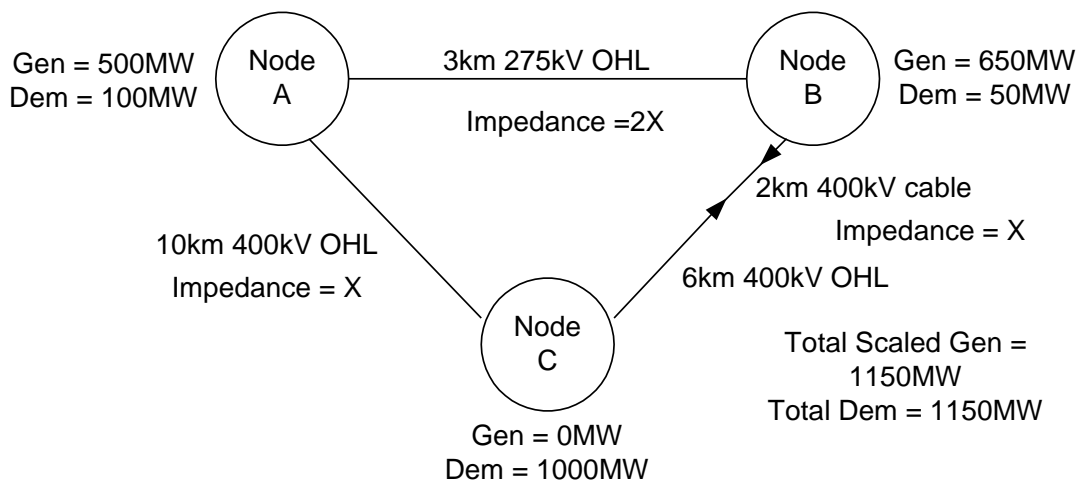 Gen = 500MW
Dem = 100MW
Node
A
3km 275kV OHL
Impedance =2X
Node
B
Gen = 650MW
Dem = 50MW
2km 400kV cable
Impedance = X
10km 400kV OHL
Impedance = X
6km 400kV OHL
Node
C
Total Scaled Gen =
1150MW
Total Dem = 1150MW
Gen = 0MW
Dem = 1000MW